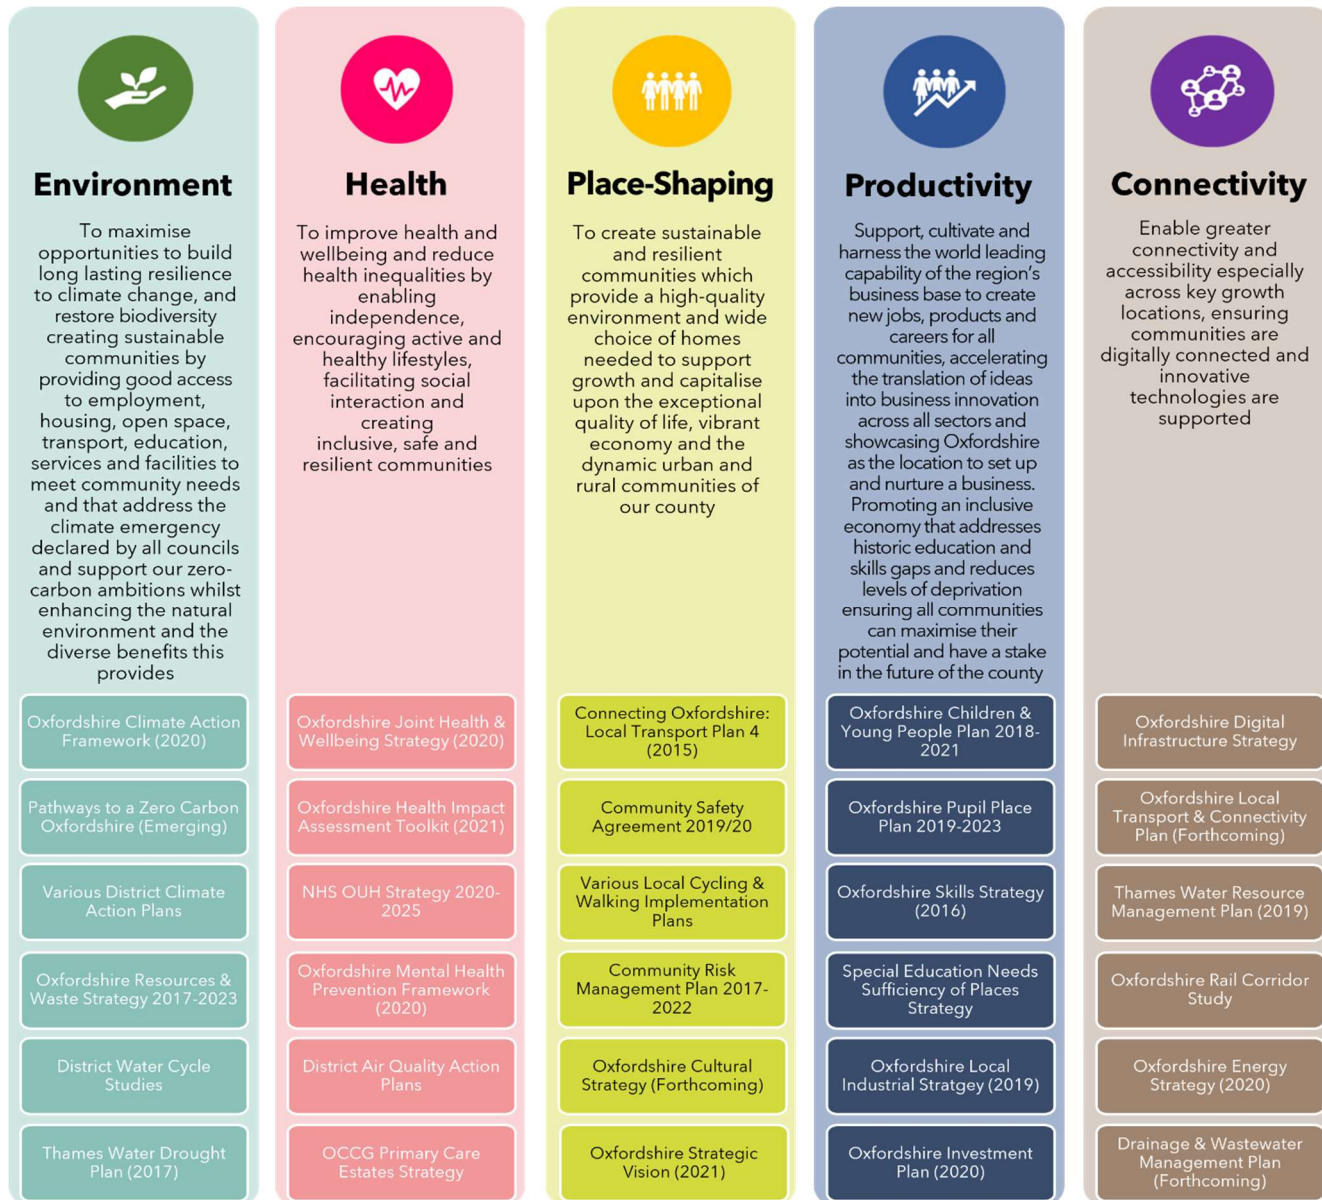 Environment
To maximise
opportunities to build
long lasting resilience
to climate change, and
restore biodiversity
creating sustainable
communities by
providing good access
to employment,
housing, open space,
transport, education,
services and facilities to
meet community needs
and that address the
climate emergency
declared by all councils
and support our zero-
carbon ambitions whilst
enhancing the natural
environment and the
diverse benefits this
provides
Oxfordshire Climate Action
Framework (2020)
Pathways to a Zero Carbon
Oxfordshire (Emerging)
Various District Climate
Action Plans
Oxfordshire Resources &
Waste Strategy 2017-2023
District Water Cycle
Studies
Thames Water Drought
Plan (2017)
Health
To improve health and
wellbeing and reduce
health inequalities by
enabling
independence,
encouraging active and
healthy lifestyles,
facilitating social
interaction and
creating
inclusive, safe and
resilient communities
Oxfordshire Joint Health &
Wellbeing Strategy (2020)
Oxfordshire Health Impact
Assessment Toolkit (2021)
NHS OUH Strategy 2020-
2025
Oxfordshire Mental Health
Prevention Framework
(2020)
District Air Quality Action
Plans
OCCG Primary Care
Estates Strategy
Place-Shaping
To create sustainable
and resilient
communities which
provide a high-quality
environment and wide
choice of homes
needed to support
growth and capitalise
upon the exceptional
quality of life, vibrant
economy and the
dynamic urban and
rural communities of
our county
Connecting Oxfordshire:
Local Transport Plan 4
(2015)
Community Safety
Agreement 2019/20
Various Local Cycling &
Walking Implementation
Plans
Community Risk
Management Plan 2017-
2022
Oxfordshire Cultural
Strategy (Forthcoming)
Oxfordshire Strategic
Vision (2021)
Productivity
Support, cultivate and
harness the world leading
capability of the region's
business base to create
new jobs, products and
careers for all
communities, accelerating
the translation of ideas
into business innovation
across all sectors and
showcasing Oxfordshire
as the location to set up
and nurture a business.
Promoting an inclusive
economy that addresses
historic education and
skills gaps and reduces
levels of deprivation
ensuring all communities
can maximise their
potential and have a stake
in the future of the county
Oxfordshire Children &
Young People Plan 2018-
2021
Oxfordshire Pupil Place
Plan 2019-2023
Oxfordshire Skills Strategy
(2016)
Special Education Needs
Sufficiency of Places
Strategy
Oxfordshire Local
Industrial Stratgey (2019)
Oxfordshire Investment
Plan (2020)
Connectivity
Enable greater
connectivity and
accessibility especially
across key growth
locations, ensuring
communities are
digitally connected and
innovative
technologies are
supported
Oxfordshire Digital
Infrastructure Strategy
Oxfordshire Local
Transport & Connectivity
Plan (Forthcoming)
Thames Water Resource
Management Plan (2019)
Oxfordshire Rail Corridor
Study
Oxfordshire Energy
Strategy (2020)
Drainage & Wastewater
Management Plan
(Forthcoming)